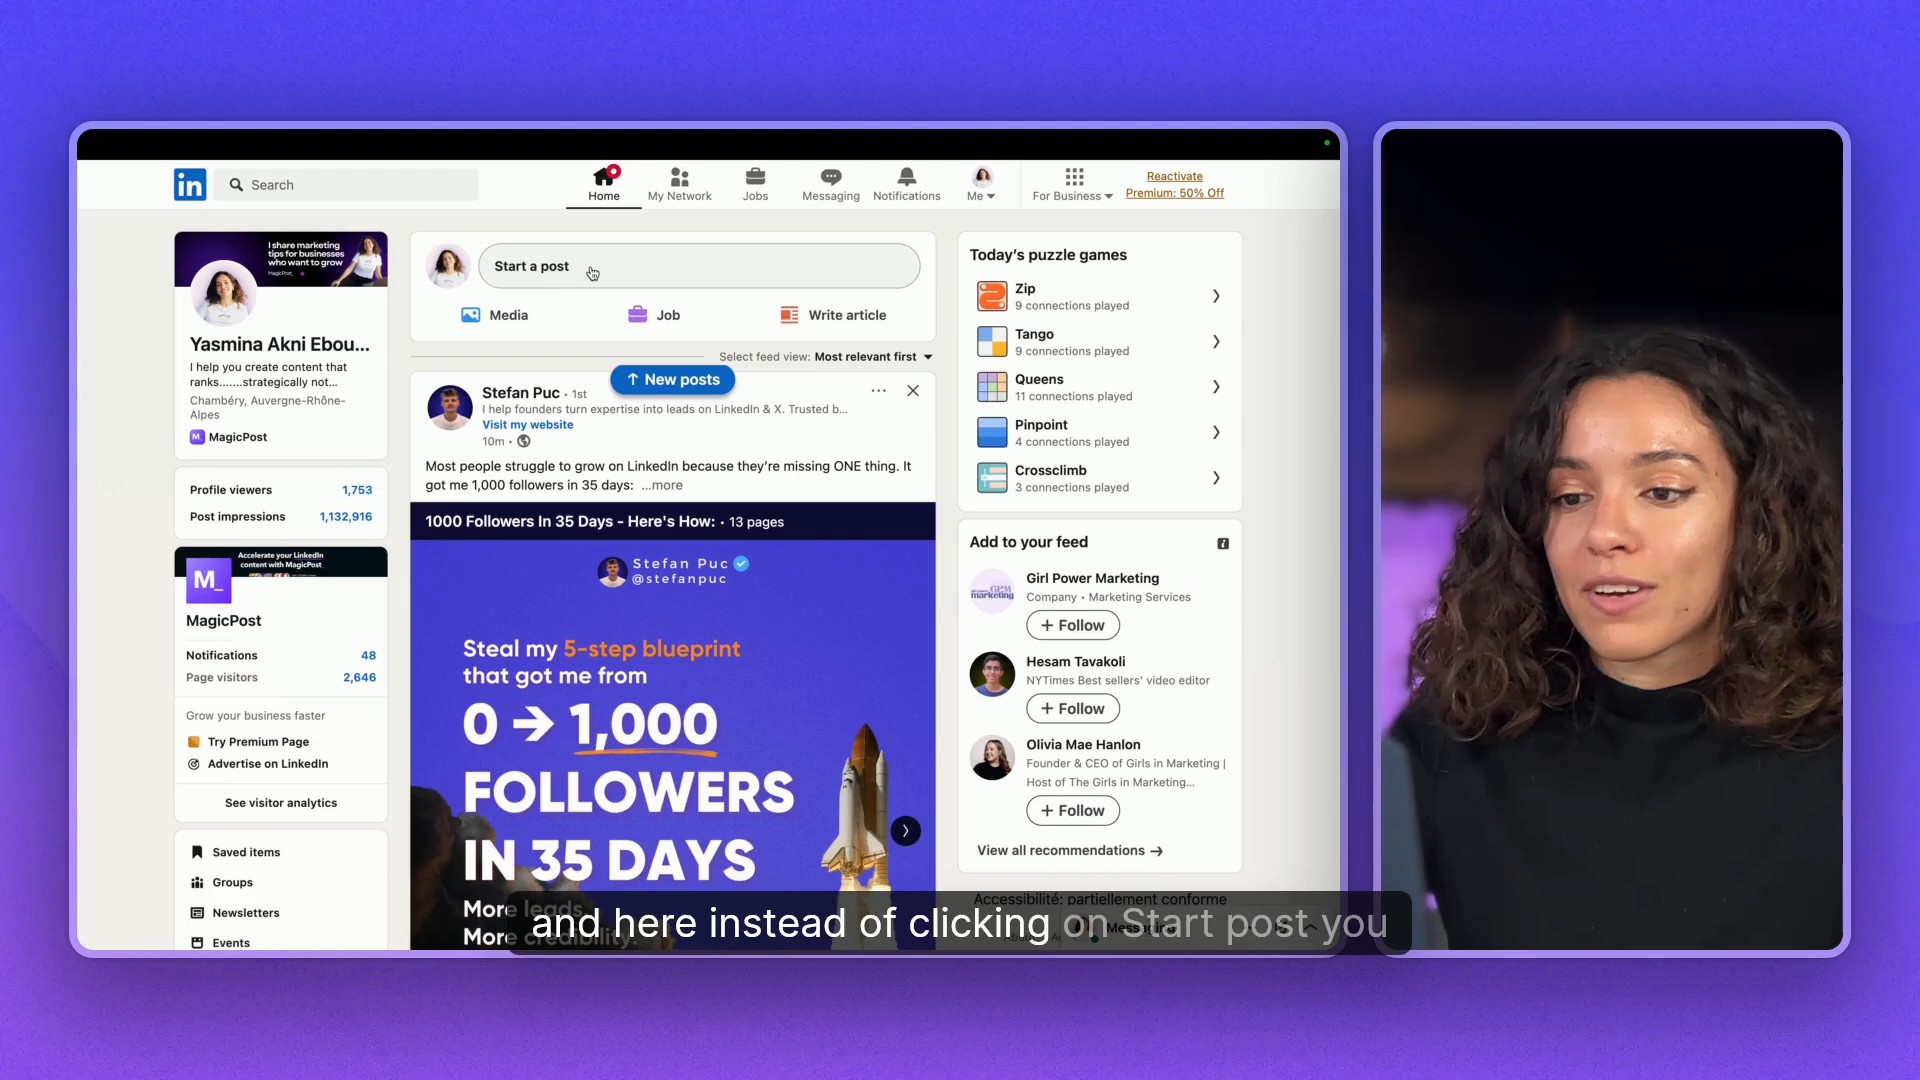 in
Search
Home
My Network
Jobs
Messaging
Notifications
Me
For Business
Reactivate
Premium: 50% Off
I share marketing
tips for businesses
who want to grow
MagicPost_
Yasmina Akni Ebou...
I help you create content that
ranks.......strategically not...
Chambéry, Auvergne-Rhône-
Alpes
M_ MagicPost
Profile viewers 1,753
Post impressions 1,132,916
Accelerate your LinkedIn
content with MagicPost_
M_
MagicPost
Notifications 48
Page visitors 2,646
Grow your business faster
Try Premium Page
Advertise on LinkedIn
See visitor analytics
Saved items
Groups
Newsletters
Events
Start a post
Media
Job
Write article
Select feed view: Most relevant first
↑ New posts
Stefan Puc • 1st
I help founders turn expertise into leads on LinkedIn & X. Trusted b...
Visit my website
10m •
Most people struggle to grow on LinkedIn because they're missing ONE thing. It
got me 1,000 followers in 35 days: ...more
1000 Followers In 35 Days - Here's How: • 13 pages
Stefan Puc
@stefanpuc
Steal my 5-step blueprint
that got me from
0 → 1,000
FOLLOWERS
IN 35 DAYS
More leads.
More credibility.
Today's puzzle games
Zip
9 connections played
Tango
9 connections played
Queens
11 connections played
Pinpoint
4 connections played
Crossclimb
3 connections played
Add to your feed
GPM
marketing
Girl Power Marketing
Company • Marketing Services
+ Follow
Hesam Tavakoli
NYTimes Best sellers' video editor
+ Follow
Olivia Mae Hanlon
Founder & CEO of Girls in Marketing |
Host of The Girls in Marketing...
+ Follow
View all recommendations →
Accessibilité: partiellement conforme
Messaging
and here instead of clicking on Start post you